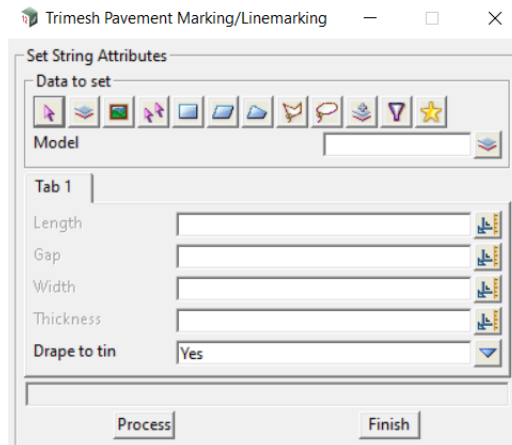 Trimesh Pavement Marking/Linemarking
Set String Attributes
Data to set
Model
Tab 1
Length
Gap
Width
Thickness
Drape to tin Yes
Process Finish